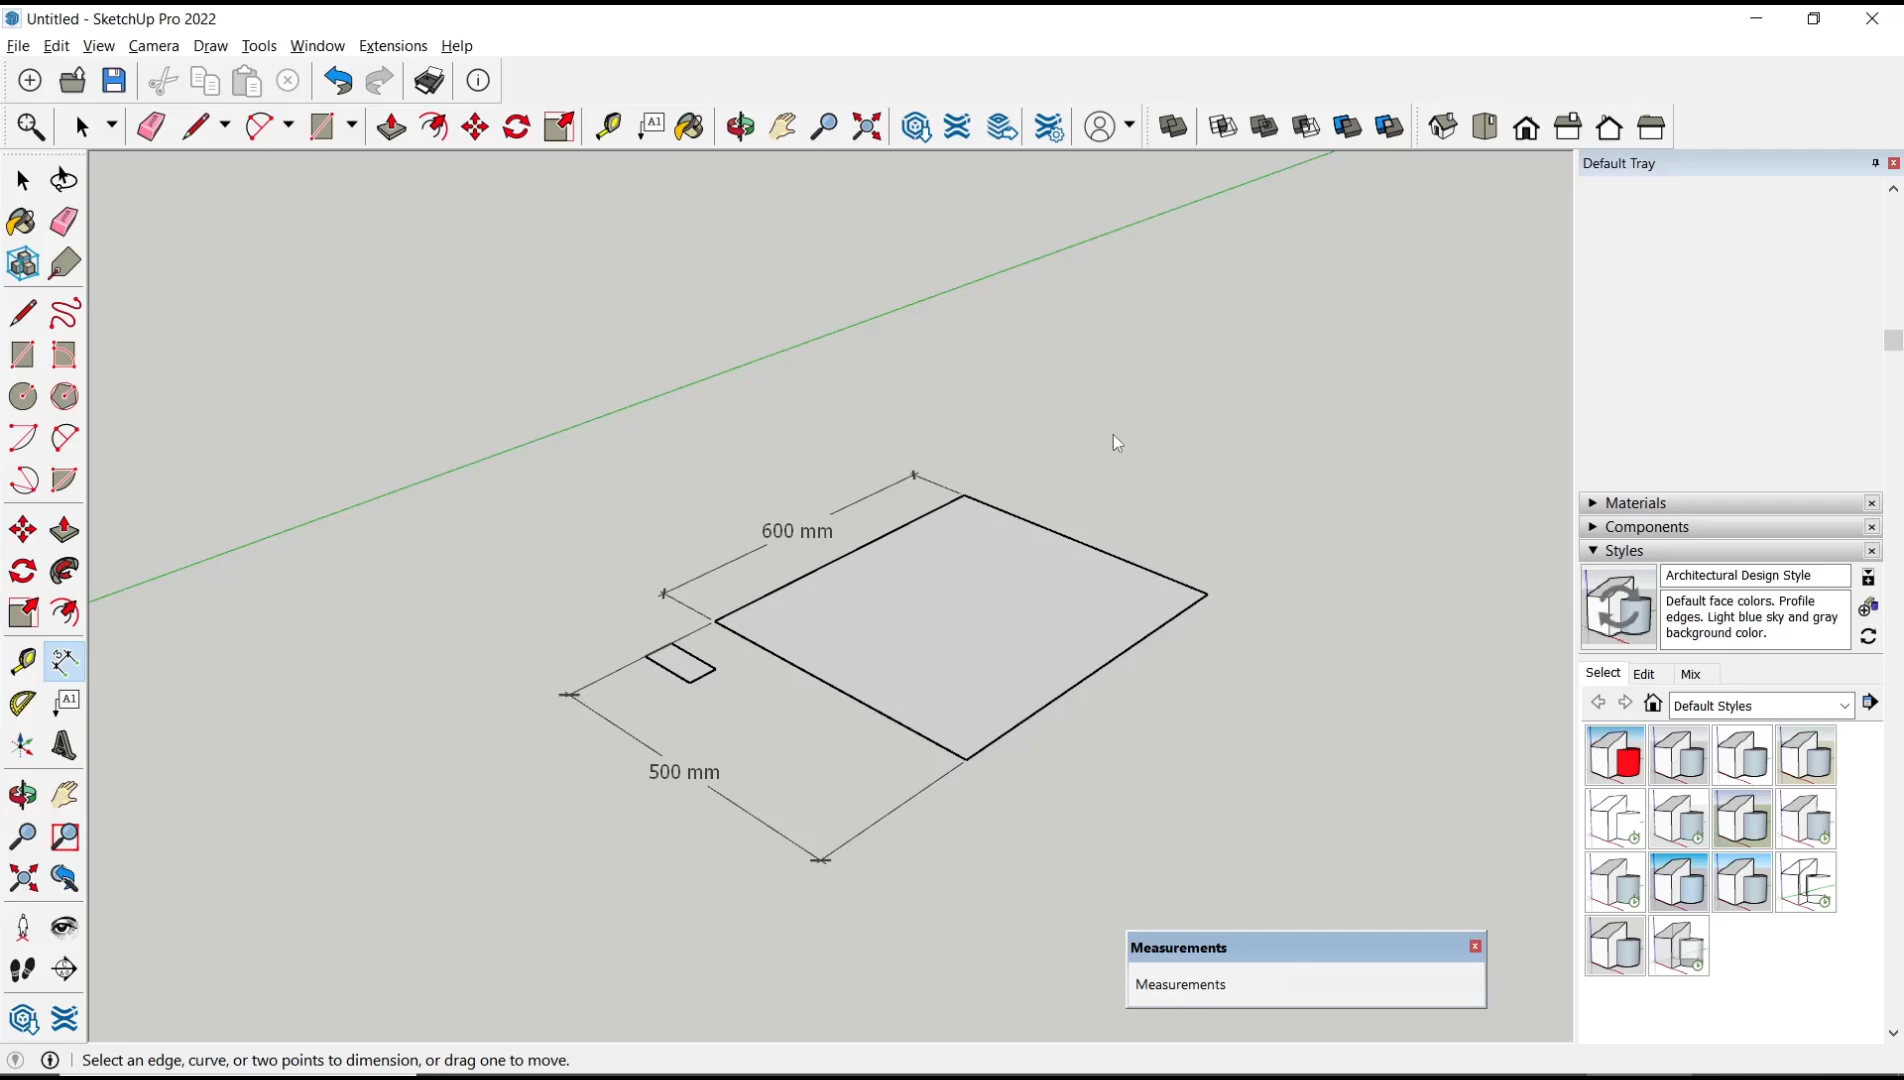 Untitled - SketchUp Pro 2022
File Edit View Camera Draw Tools Window Extensions Help
A1
Default Tray
600 mm
500 mm
A1
Materials
Components
Styles
Architectural Design Style
Default face colors. Profile
edges. Light blue sky and gray
background color.
Select Edit Mix
Default Styles
Measurements
Measurements
Select an edge, curve, or two points to dimension, or drag one to move.